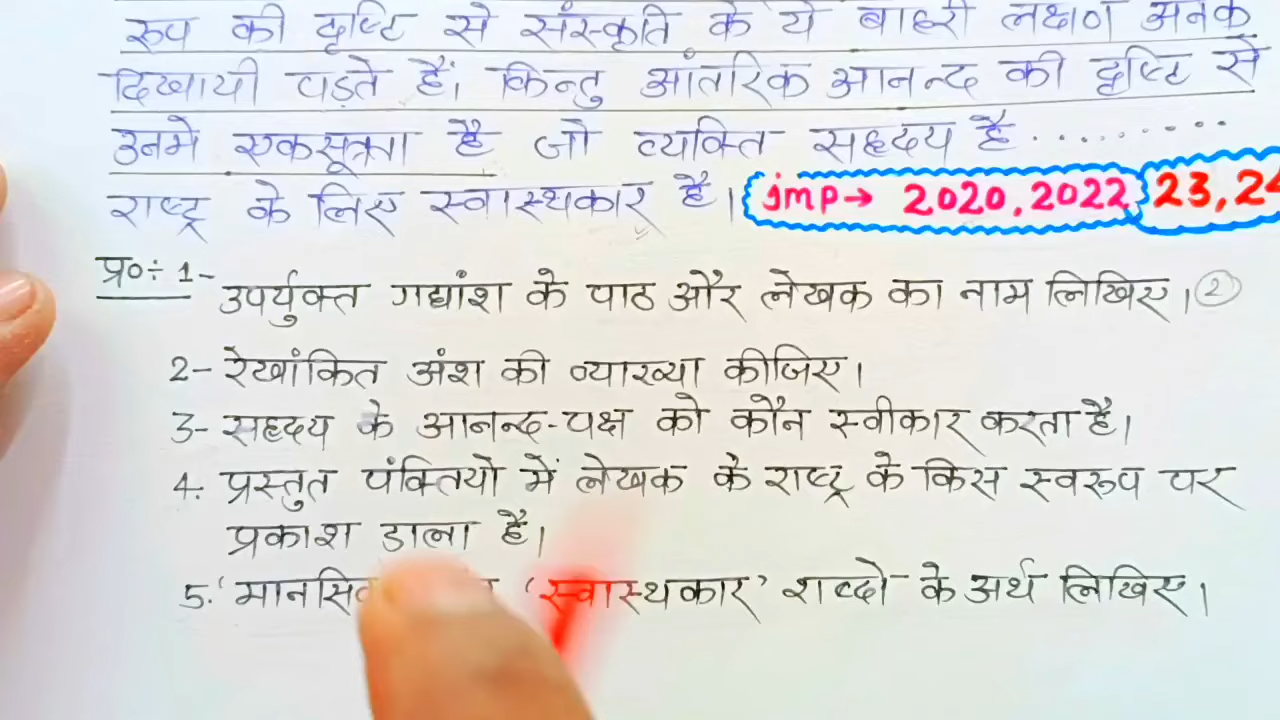 रूप की दृष्टि से संस्कृति के ये बाहरी लक्षण अनेक
दिखायी पड़ते हैं। किन्तु आंतरिक आनन्द की दृष्टि से
उनमे एकसूत्रता है जो व्यक्ति सहृदय है .........
राष्ट्र के लिए स्वास्थकार है। imp→ 2020, 2022, 23, 24
प्र०÷ 1- उपर्युक्त गद्यांश के पाठ और लेखक का नाम लिखिए। 2
2- रेखांकित अंश की व्याख्या कीजिए।
3- सहृदय के आनन्द-पक्ष को कौन स्वीकार करता है।
4. प्रस्तुत पंक्तियो में लेखक के राष्ट्र के किस स्वरूप पर
प्रकाश डाला है।
5. 'स्वास्थकार' शब्दो के अर्थ लिखिए।